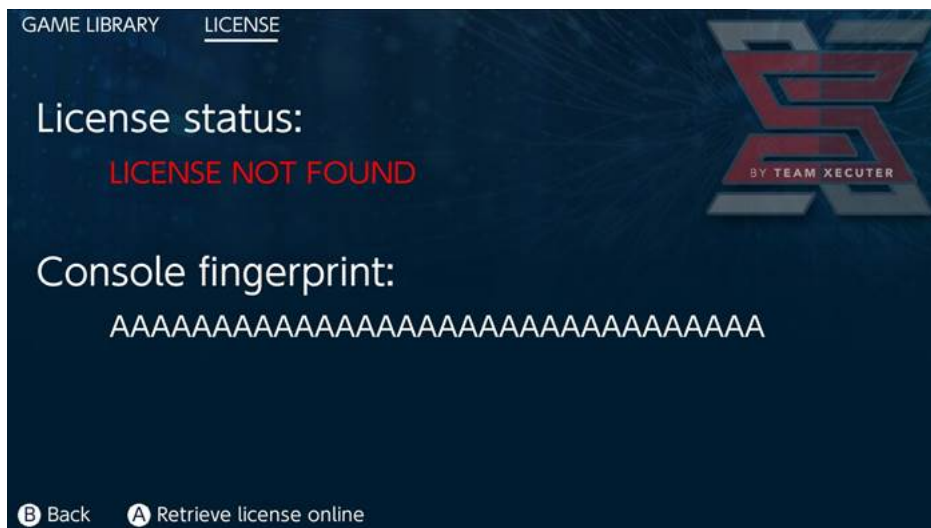 GAME LIBRARY LICENSE
License status:
LICENSE NOT FOUND
BY TEAM XECUTER
Console fingerprint:
AAAAAAAAAAAAAAAAAAAAAAAAAAAAAAAA
B Back A Retrieve license online